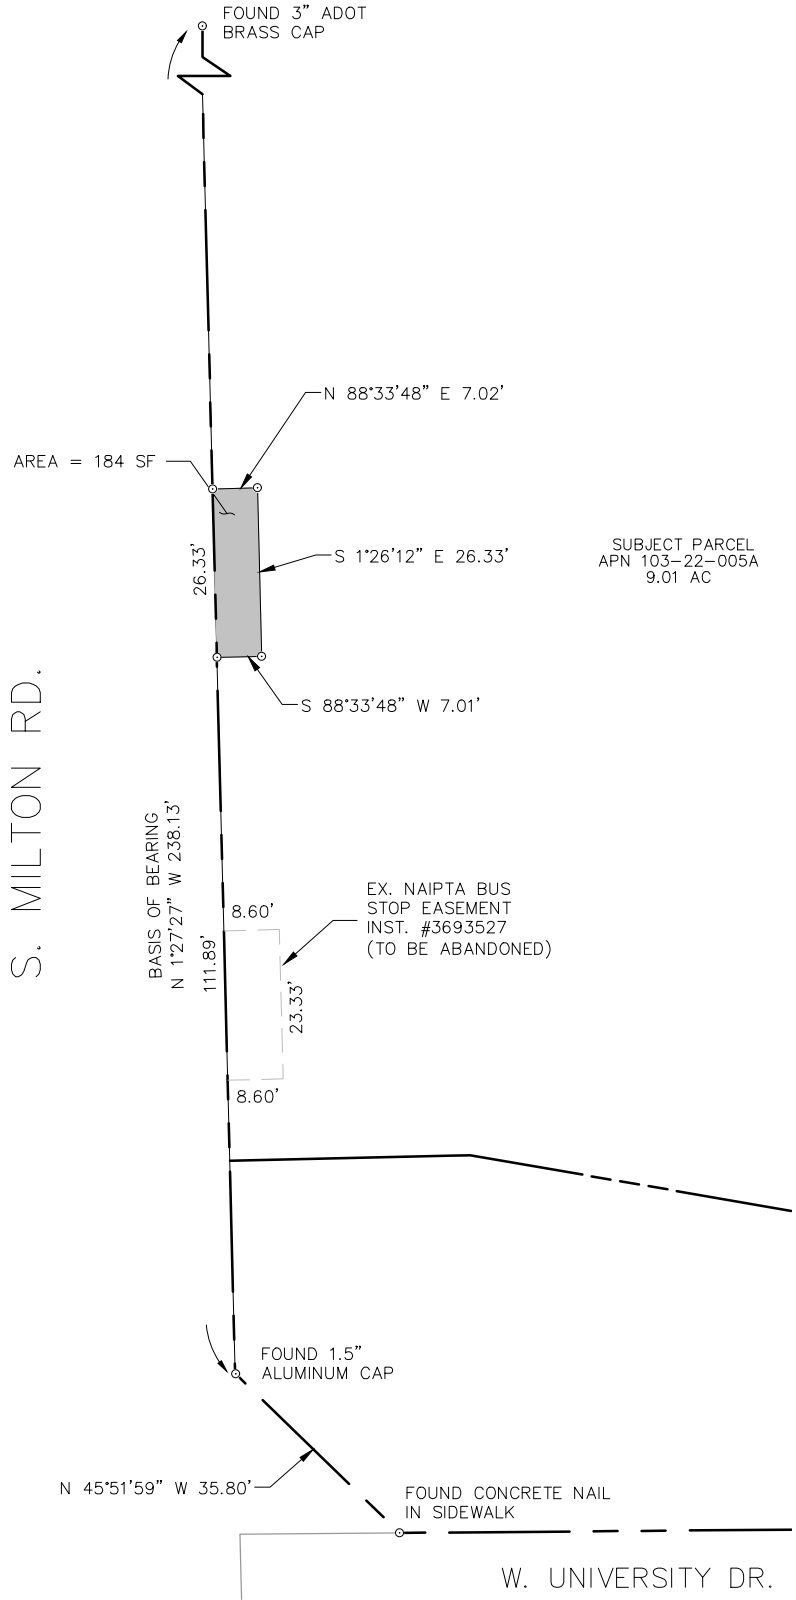 FOUND 3" ADOT
BRASS CAP
N 88°33'48" E 7.02'
AREA = 184 SF
26.33'
S 1°26'12" E 26.33'
SUBJECT PARCEL
APN 103-22-005A
9.01 AC
S 88°33'48" W 7.01'
S. MILTON RD.
BASIS OF BEARING
N 1°27'27" W 238.13'
111.89'
8.60'
EX. NAIPTA BUS
STOP EASEMENT
INST. #3693527
(TO BE ABANDONED)
23.33'
8.60'
FOUND 1.5"
ALUMINUM CAP
N 45°51'59" W 35.80'
FOUND CONCRETE NAIL
IN SIDEWALK
W. UNIVERSITY DR.